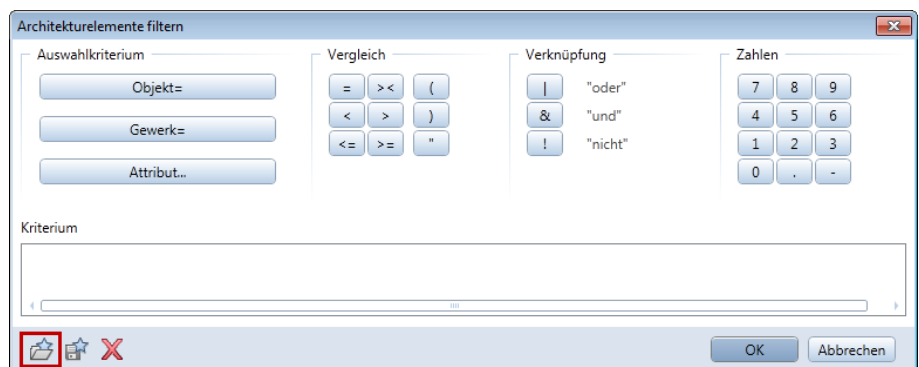 Architekturelemente filtern
Auswahlkriterium Vergleich Verknüpfung Zahlen
Objekt= = >< ( | "oder" 7 8 9
Gewerk= < > ) & "und" 4 5 6
<= >= " ! "nicht" 1 2 3
Attribut... 0 . -
Kriterium
OK Abbrechen